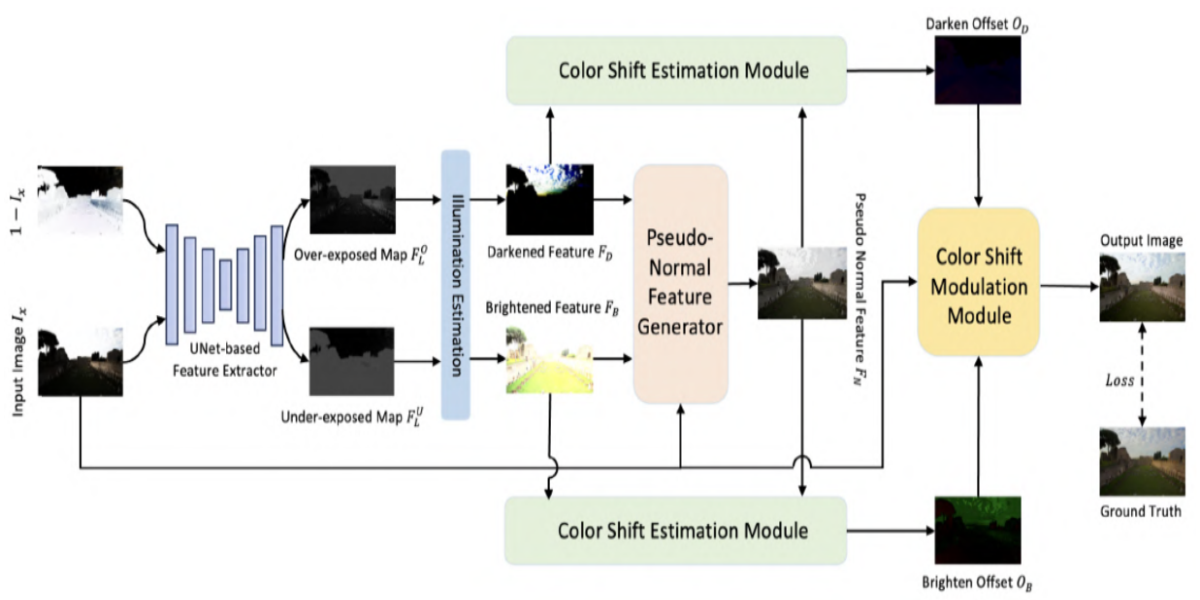 Darken Offset O_D
Color Shift Estimation Module
1 − I_x
Over-exposed Map F_L^O
Illumination Estimation
Darkened Feature F_D
Pseudo-
Normal
Feature
Generator
Pseudo Normal Feature F_N
Color Shift
Modulation
Module
Output Image
Input Image I_x
UNet-based
Feature Extractor
Brightened Feature F_B
Under-exposed Map F_L^U
Loss
Ground Truth
Color Shift Estimation Module
Brighten Offset O_B